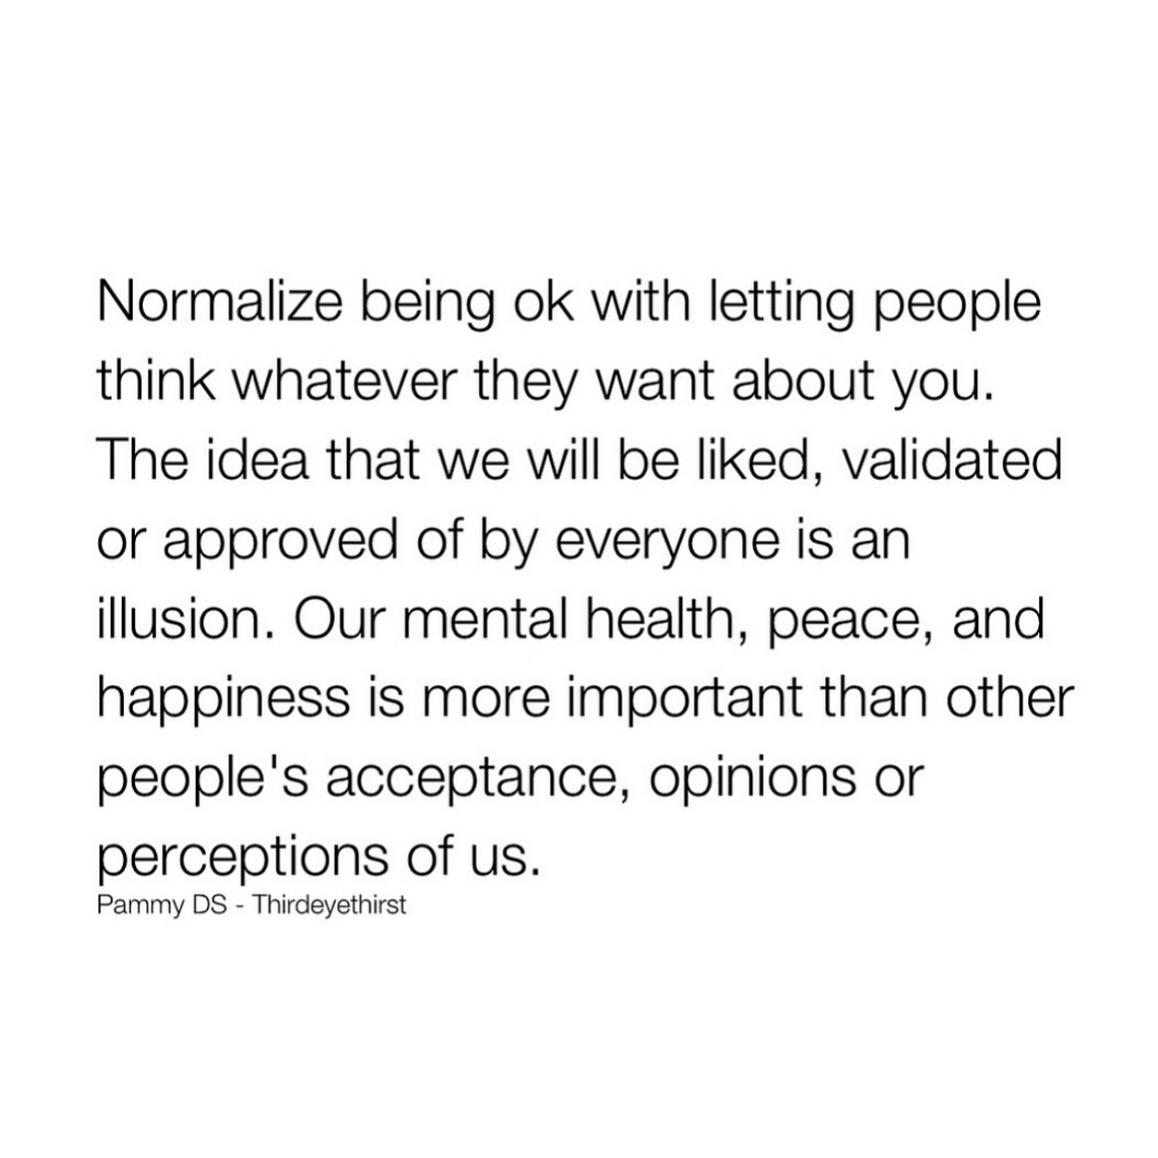 Normalize being ok with letting people
think whatever they want about you.
The idea that we will be liked, validated
or approved of by everyone is an
illusion. Our mental health, peace, and
happiness is more important than other
people's acceptance, opinions or
perceptions of us.
Pammy DS - Thirdeyethirst